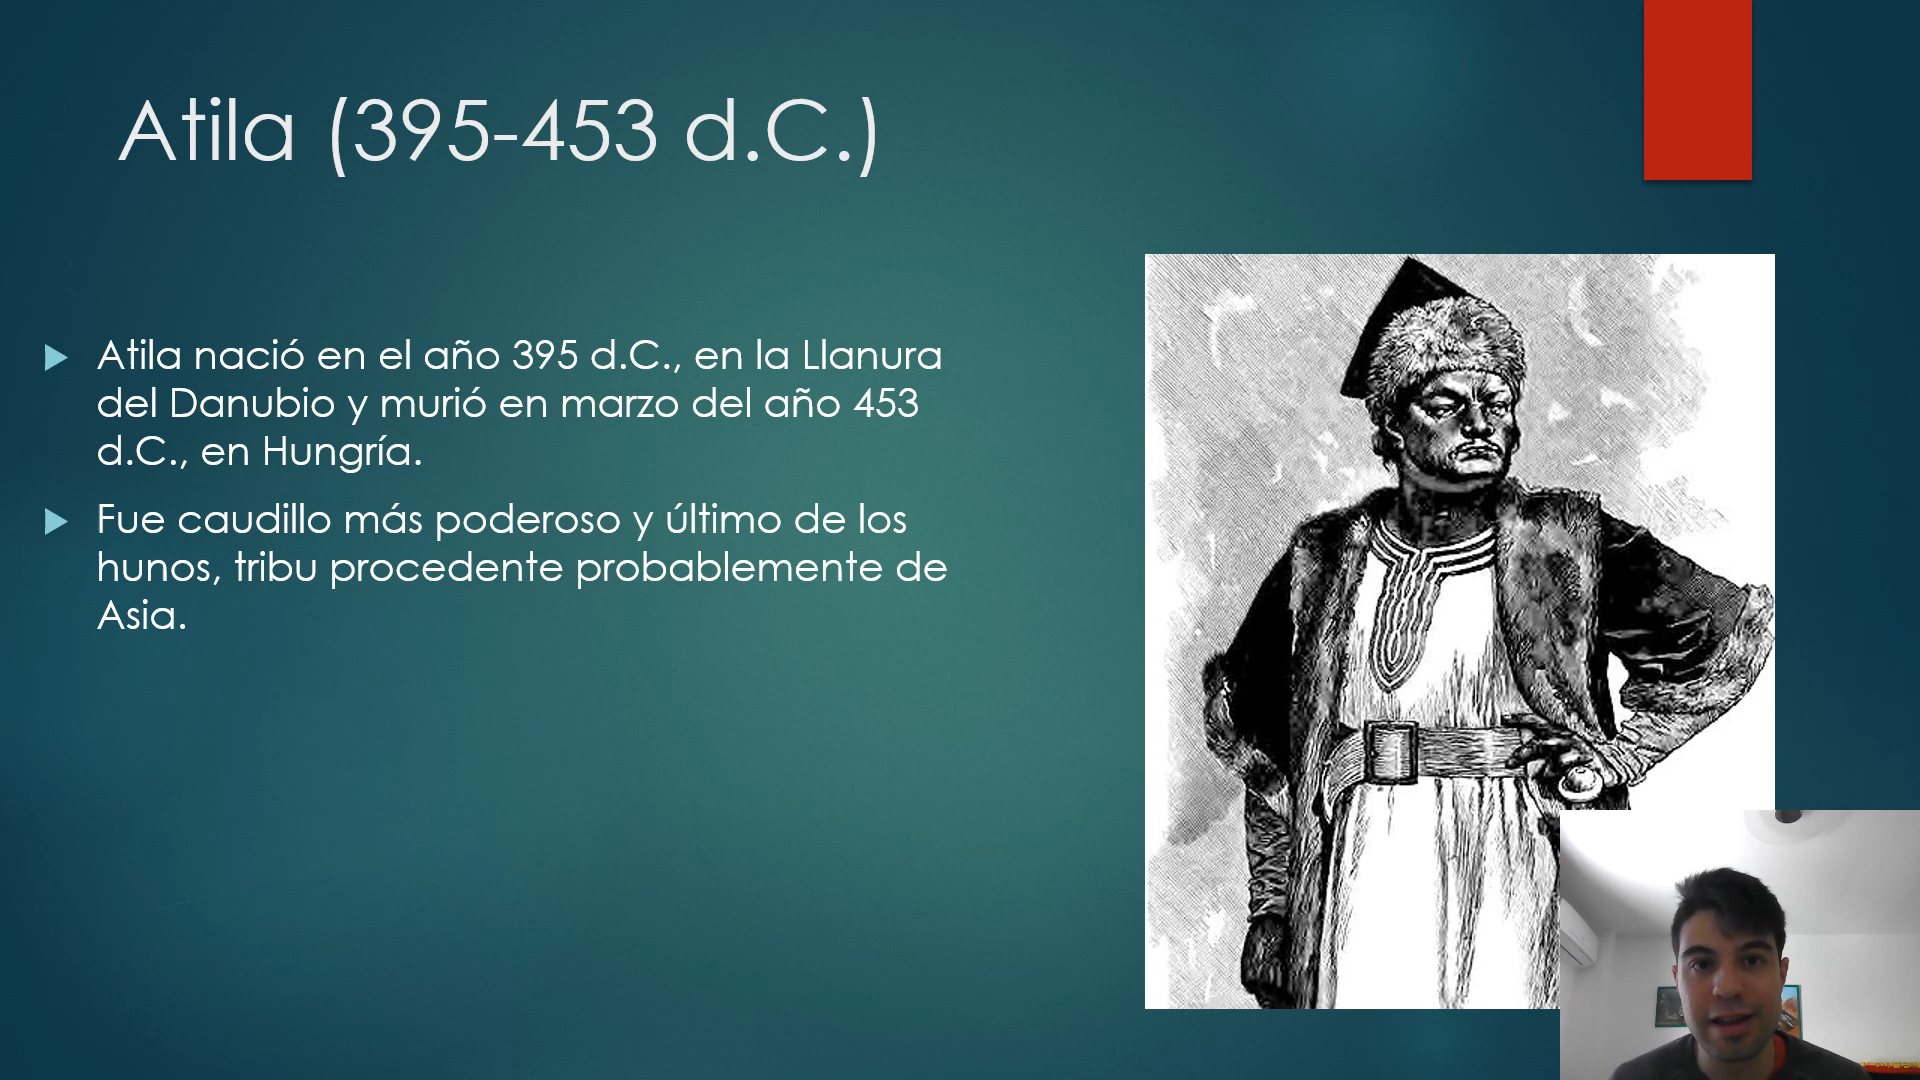 Atila (395-453 d.C.)
Atila nació en el año 395 d.C., en la Llanura
del Danubio y murió en marzo del año 453
d.C., en Hungría.
Fue caudillo más poderoso y último de los
hunos, tribu procedente probablemente de
Asia.